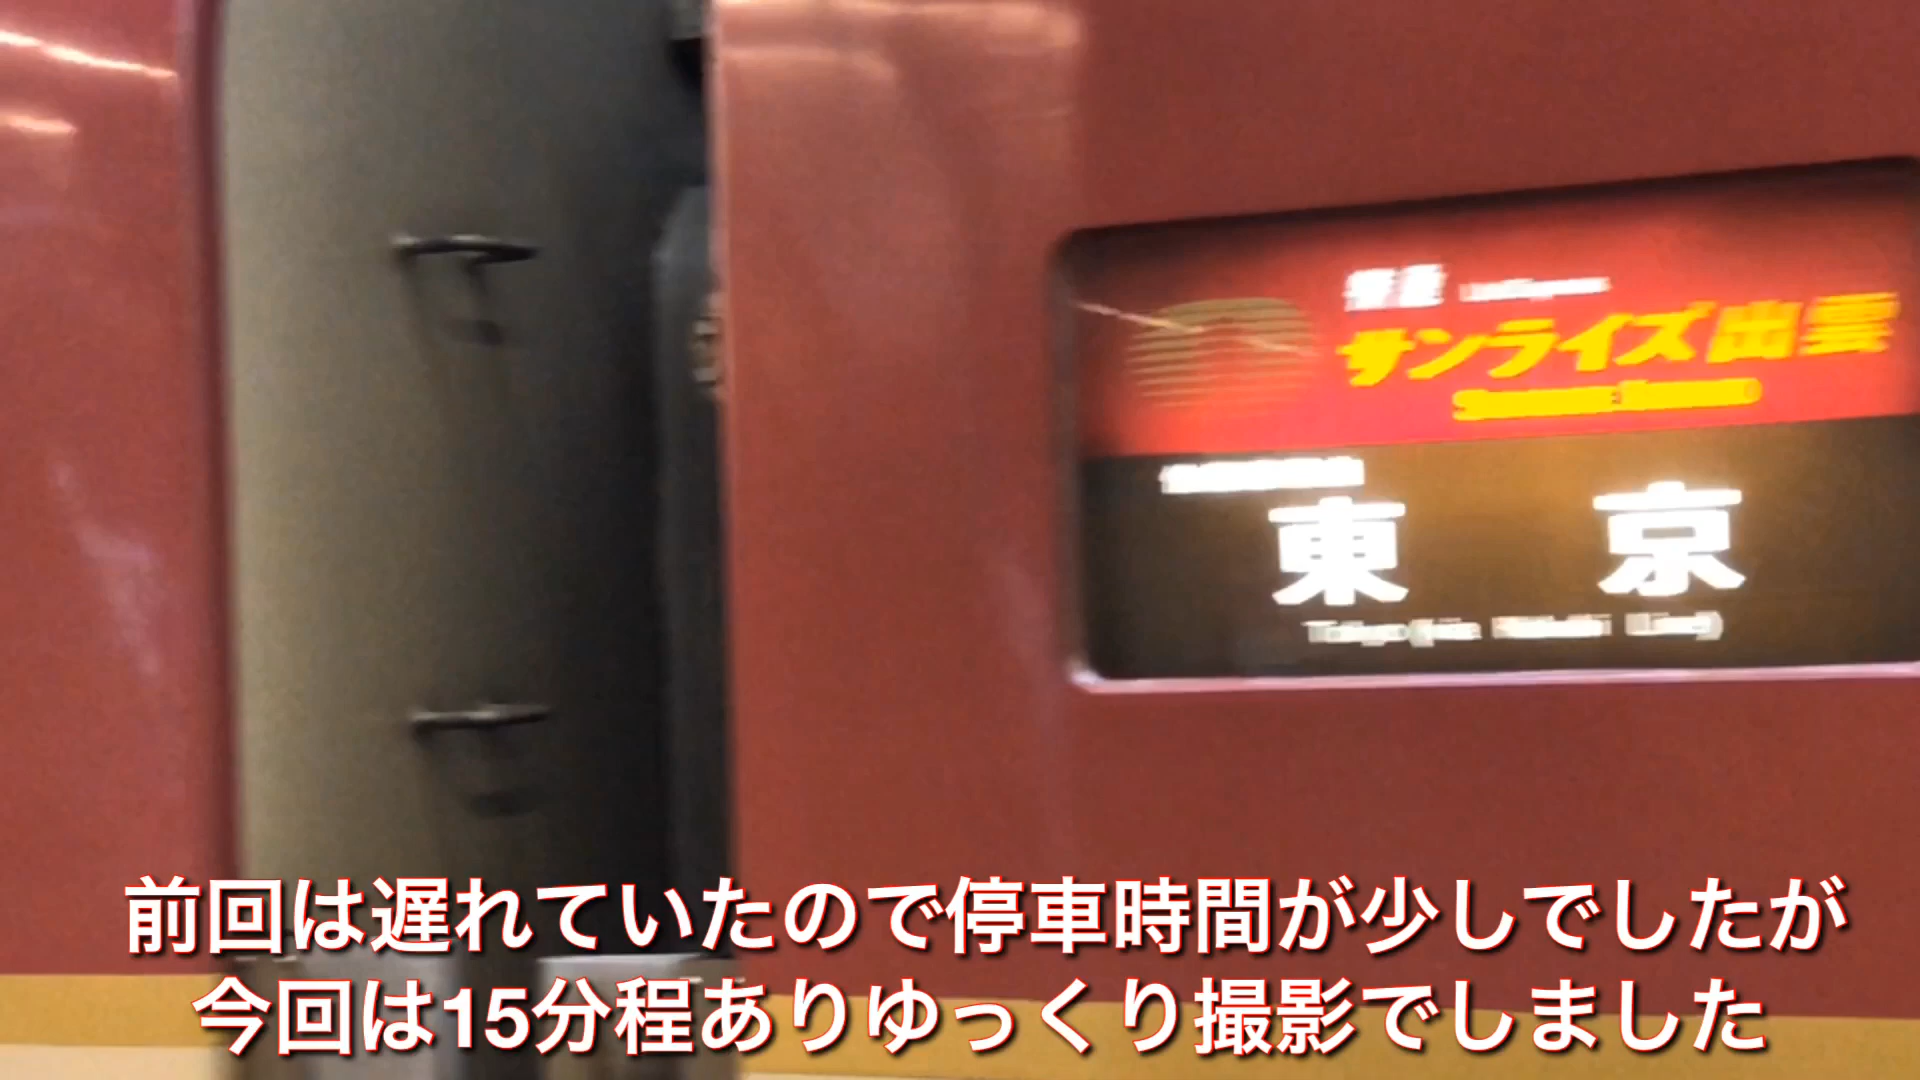 特急
サンライズ出雲
東京
前回は遅れていたので停車時間が少しでしたが
今回は15分程ありゆっくり撮影でしました